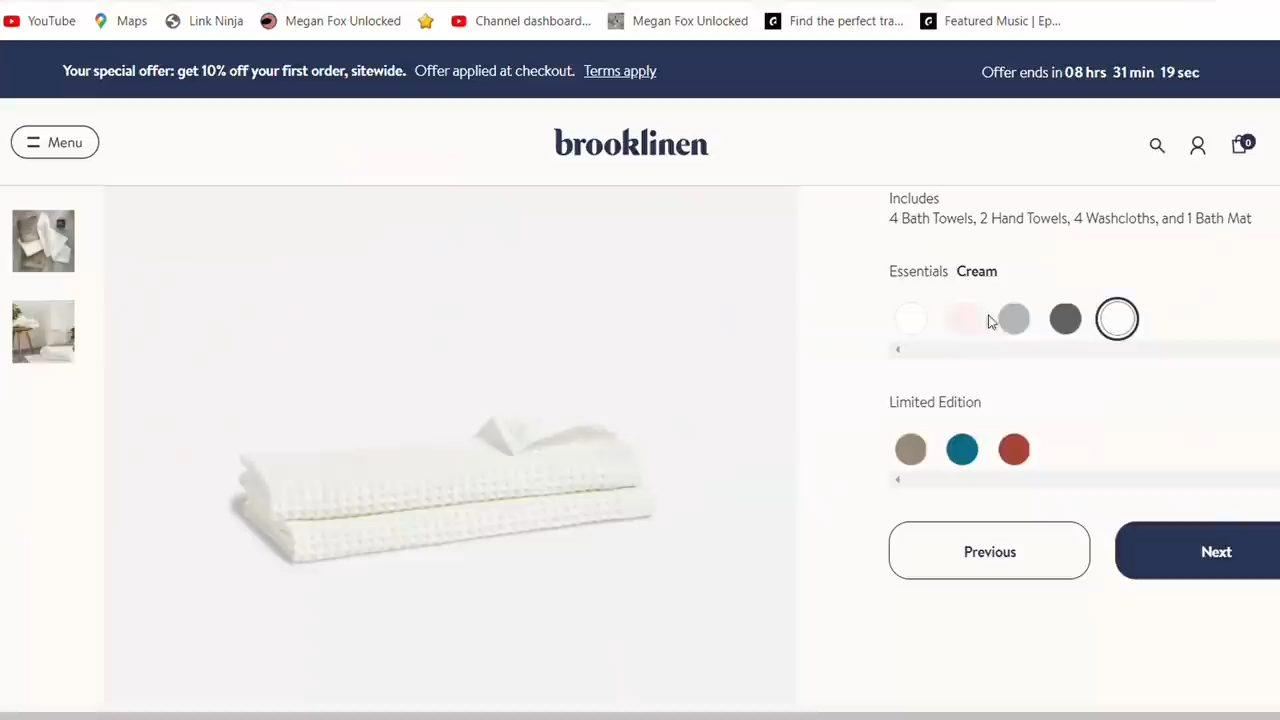 YouTube Maps Link Ninja Megan Fox Unlocked Channel dashboard... Megan Fox Unlocked Find the perfect tra... Featured Music | Ep...
Your special offer: get 10% off your first order, sitewide. Offer applied at checkout. Terms apply Offer ends in 08 hrs 31 min 19 sec
Menu brooklinen 0
Includes
4 Bath Towels, 2 Hand Towels, 4 Washcloths, and 1 Bath Mat
Essentials Cream
Limited Edition
Previous Next